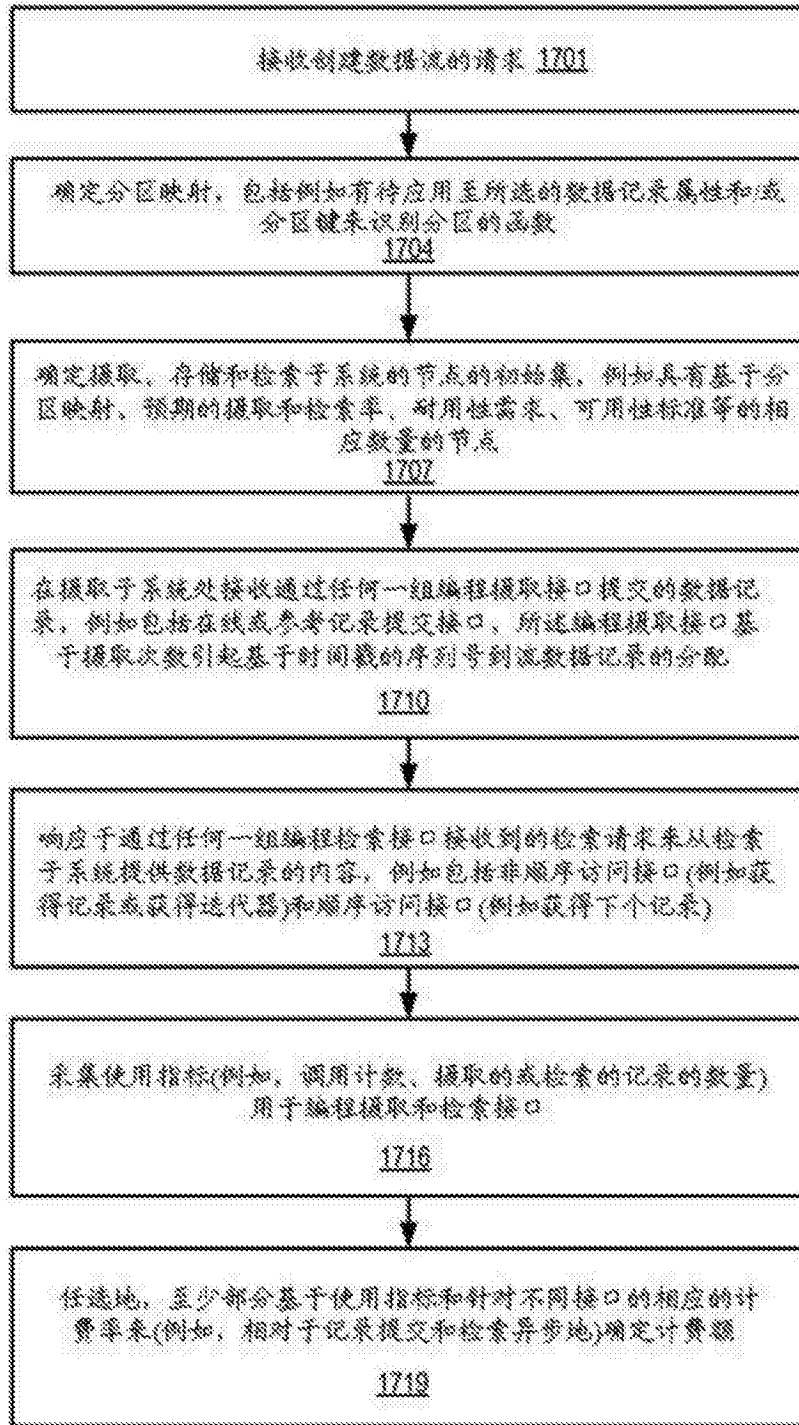 接收创建数据流的请求 1701
确定分区映射，包括例如有待应用至所选的数据记录属性和/或
分区键来识别分区的函数
1704
确定摄取、存储和检索子系统的节点的初始集，例如具有基于分
区映射、预期的摄取和检索率、耐用性需求、可用性标准等的相
应数量的节点
1707
在摄取子系统处接收通过任何一组编程摄取接口提交的数据记
录，例如包括在线或参考记录提交接口，所述编程摄取接口基
于摄取次数引起基于时间戳的序列号到流数据记录的分配
1710
响应于通过任何一组编程检索接口接收到的检索请求来从检索
子系统提供数据记录的内容，例如包括非顺序访问接口(例如获
得记录或获得迭代器)和顺序访问接口(例如获得下个记录)
1713
采集使用指标(例如，调用计数、摄取的或检索的记录的数量)
用于编程摄取和检索接口
1716
任选地，至少部分基于使用指标和针对不同接口的相应的计
费率来(例如，相对于记录提交和检索异步地)确定计费额
1719